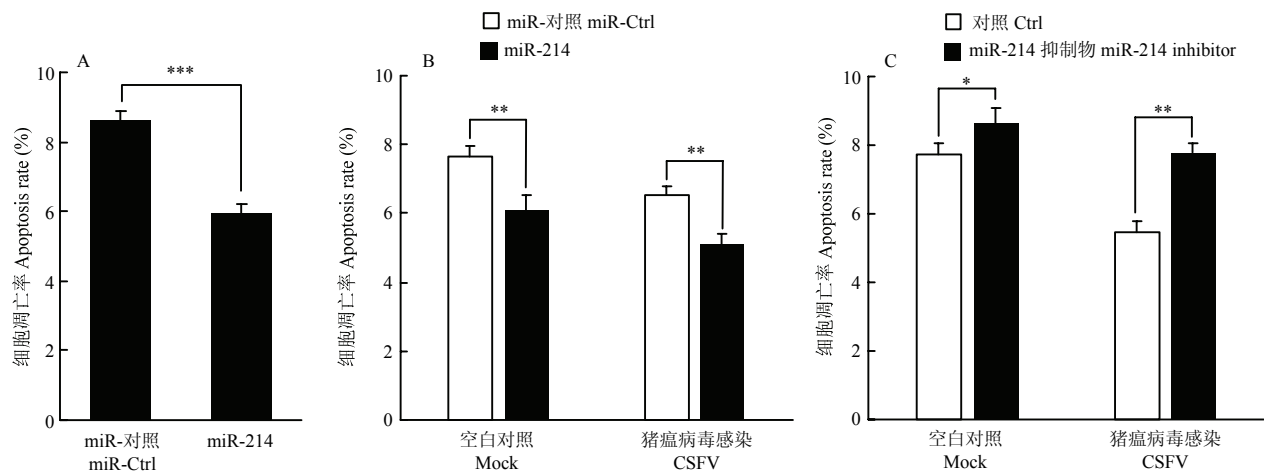 A
***
细胞凋亡率 Apoptosis rate (%)
10
8
6
4
2
0
miR-对照
miR-Ctrl
miR-214
miR-对照 miR-Ctrl
miR-214
B
**
**
细胞凋亡率 Apoptosis rate (%)
10
8
6
4
2
0
空白对照
Mock
猪瘟病毒感染
CSFV
对照 Ctrl
miR-214 抑制物 miR-214 inhibitor
C
*
**
细胞凋亡率 Apoptosis rate (%)
10
8
6
4
2
0
空白对照
Mock
猪瘟病毒感染
CSFV